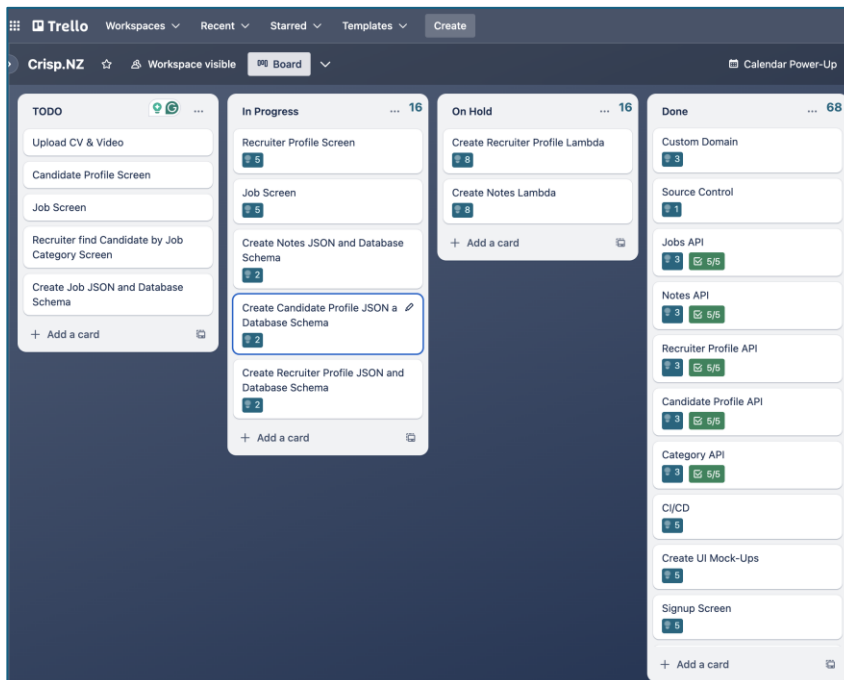 Trello Workspaces Recent Starred Templates Create
Crisp.NZ Workspace visible Board Calendar Power-Up
TODO
Upload CV & Video
Candidate Profile Screen
Job Screen
Recruiter find Candidate by Job
Category Screen
Create Job JSON and Database
Schema
+ Add a card
In Progress ... 16
Recruiter Profile Screen
5
Job Screen
5
Create Notes JSON and Database
Schema
2
Create Candidate Profile JSON a
Database Schema
2
Create Recruiter Profile JSON and
Database Schema
2
+ Add a card
On Hold ... 16
Create Recruiter Profile Lambda
8
Create Notes Lambda
8
+ Add a card
Done ... 68
Custom Domain
3
Source Control
1
Jobs API
3 5/5
Notes API
3 5/5
Recruiter Profile API
3 5/5
Candidate Profile API
3 5/5
Category API
3 5/5
CI/CD
5
Create UI Mock-Ups
5
Signup Screen
5
+ Add a card